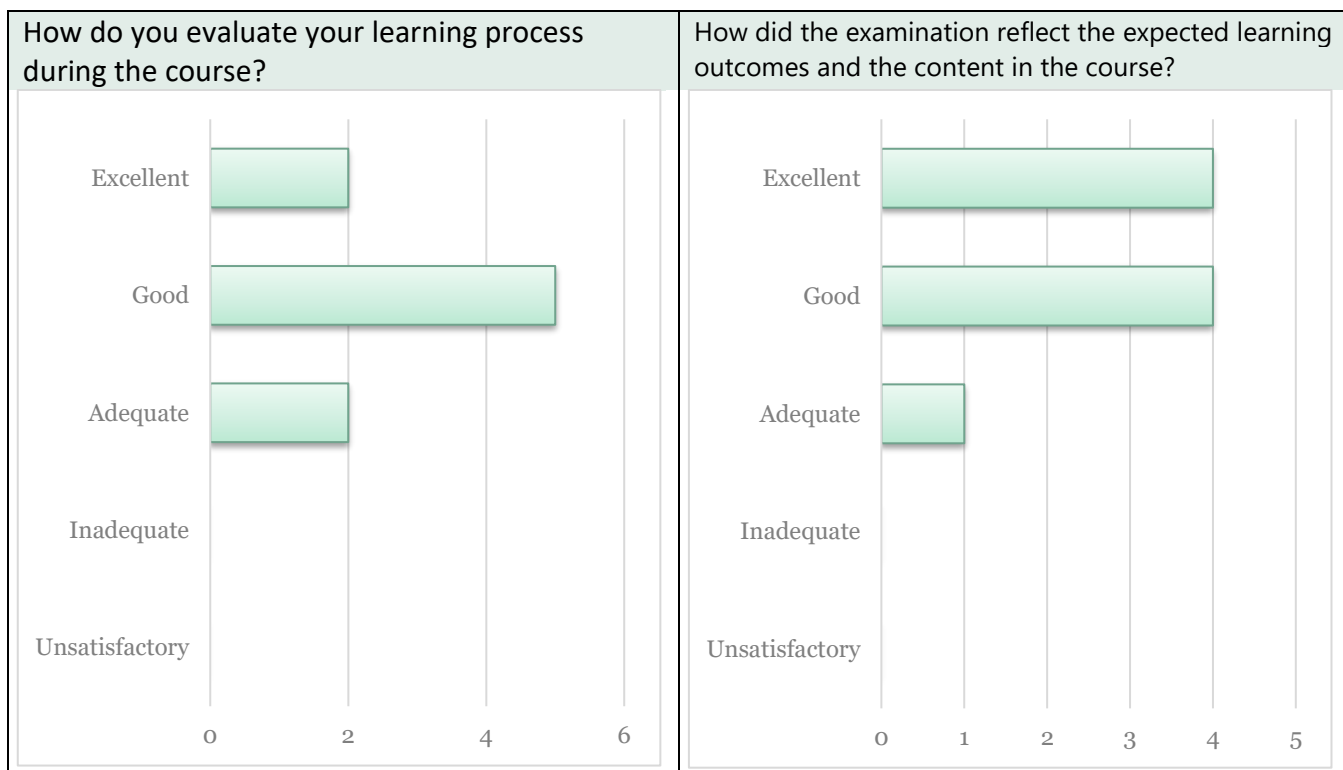 How do you evaluate your learning process
during the course?
Excellent
Good
Adequate
Inadequate
Unsatisfactory
0 2 4 6
How did the examination reflect the expected learning
outcomes and the content in the course?
Excellent
Good
Adequate
Inadequate
Unsatisfactory
0 1 2 3 4 5